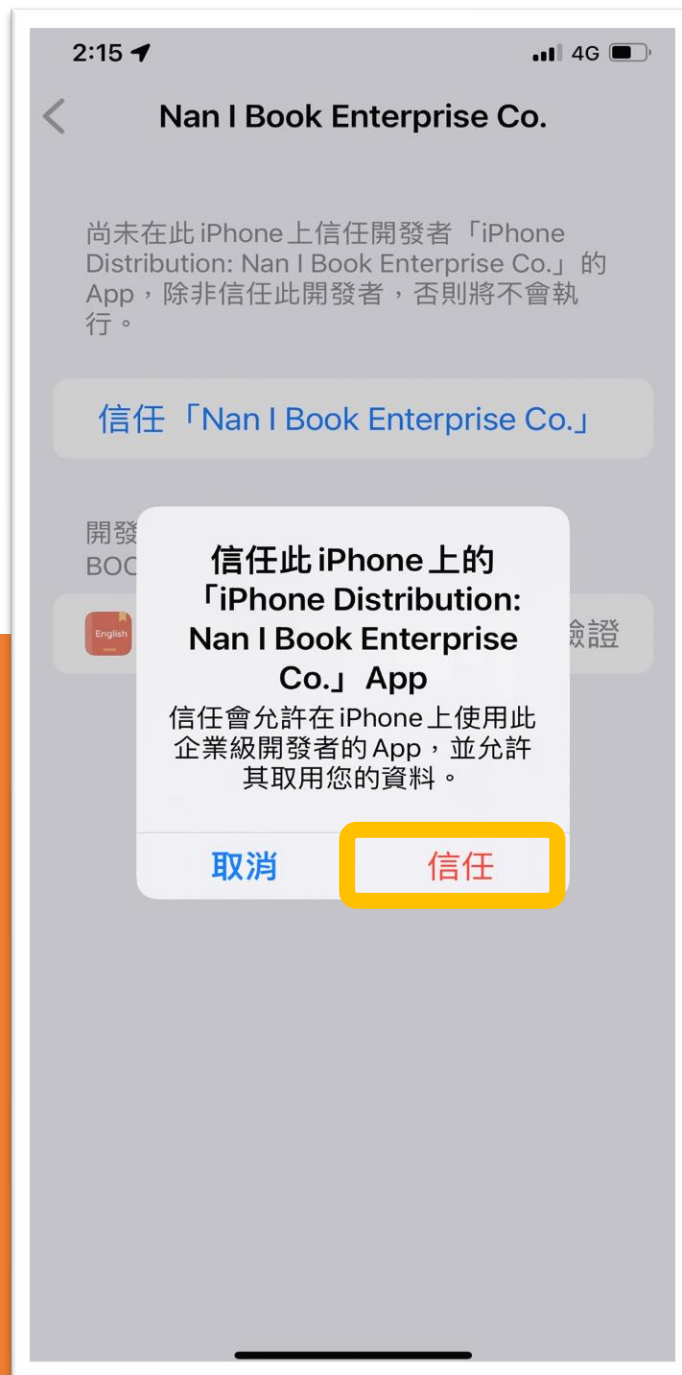 2:15
4G
Nan I Book Enterprise Co.
尚未在此 iPhone 上信任開發者「iPhone
Distribution: Nan I Book Enterprise Co.」的
App，除非信任此開發者，否則將不會執
行。
信任「Nan I Book Enterprise Co.」
開發
BOC
信任此 iPhone 上的
「iPhone Distribution:
Nan I Book Enterprise
Co.」App
信任會允許在 iPhone 上使用此
企業級開發者的 App，並允許
其取用您的資料。
English
驗證
取消
信任